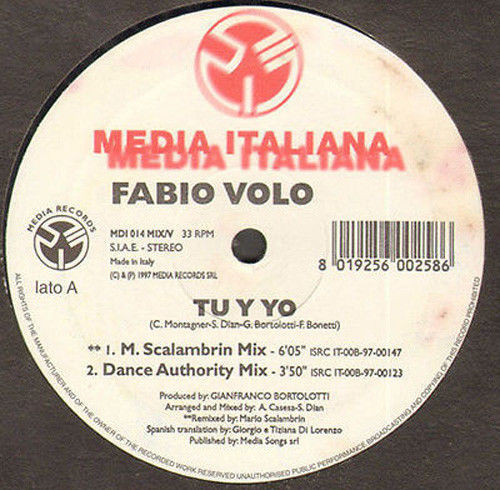 MEDIA ITALIANA
MEDIA ITALIANA
FABIO VOLO
MEDIA RECORDS
lato A
MDI 014 MIX/V 33 RPM
S.I.A.E. - STEREO
Made in Italy
(C) & (P) 1997 MEDIA RECORDS SRL
8 019256 002586
TU Y YO
(C. Montagner-S. Dian-G. Bortolotti-F. Bonetti)
** 1. M. Scalambrin Mix - 6'05" ISRC IT-00B-97-00147
2. Dance Authority Mix - 3'50" ISRC IT-00B-97-00123
Produced by: GIANFRANCO BORTOLOTTI
Arranged and Mixed by: A. Casesa-S. Dian
**Remixed by: Mario Scalambrin
Spanish translation by: Giorgio e Tiziana Di Lorenzo
Published by: Media Songs srl
ALL RIGHTS OF THE MANUFACTURER AND OF THE OWNER OF THE RECORDED WORK RESERVED UNAUTHORISED PUBLIC PERFORMANCE BROADCASTING AND COPYING OF THIS RECORD PROHIBITED